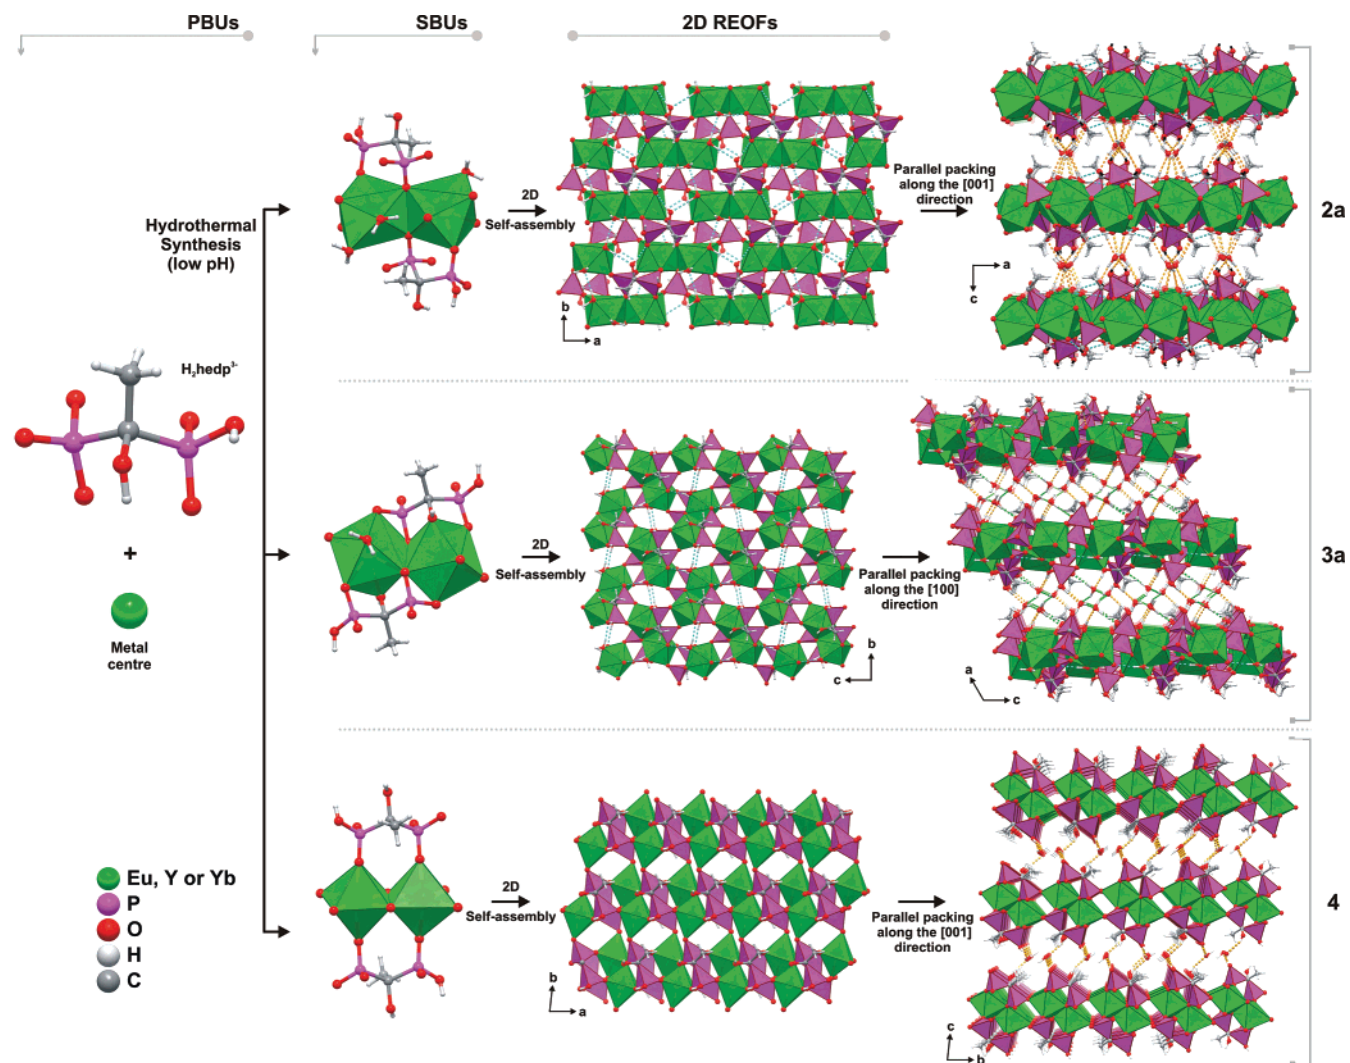 PBUs
SBUs
2D REOFs
Hydrothermal
Synthesis
(low pH)
2D
Self-assembly
b
a
Parallel packing
along the [001]
direction
a
c
2a
H₂hedp³⁻
+
Metal
centre
2D
Self-assembly
b
c
Parallel packing
along the [100]
direction
a
c
3a
Eu, Y or Yb
P
O
H
C
2D
Self-assembly
b
a
Parallel packing
along the [001]
direction
c
b
4